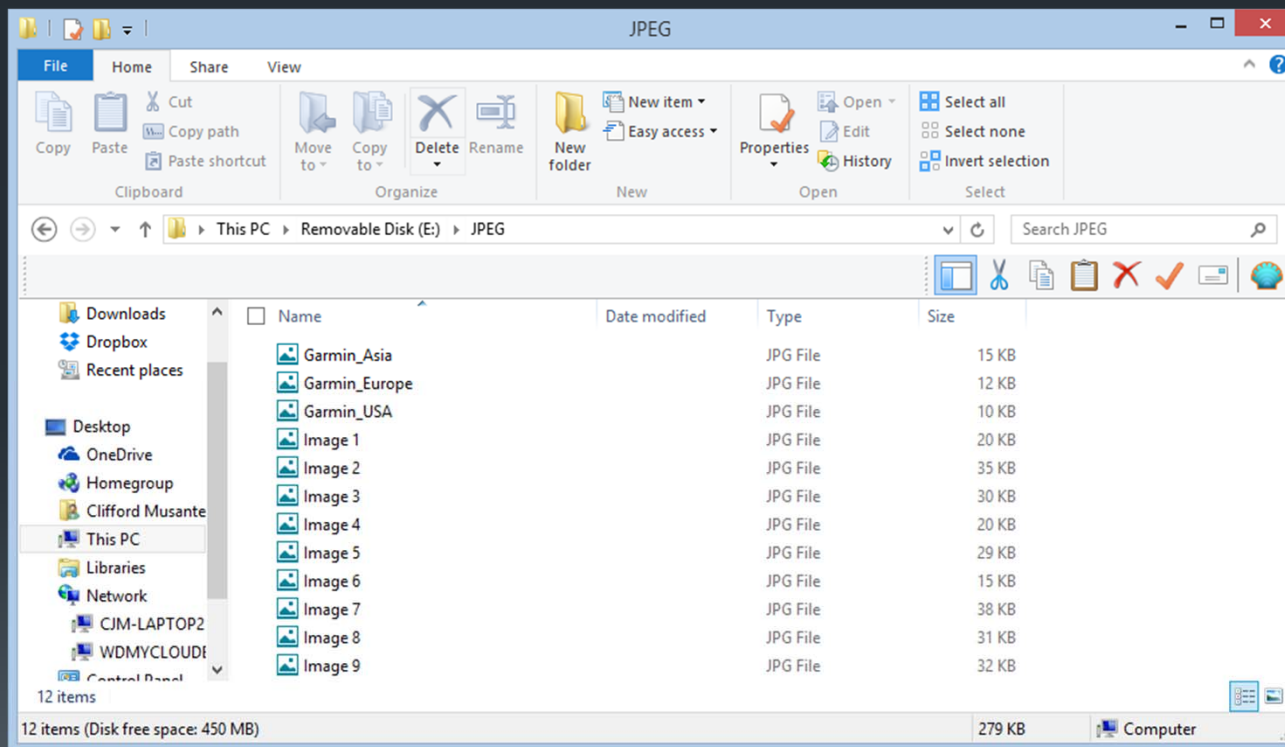 JPEG
File Home Share View
Copy
Paste
Cut
Copy path
Paste shortcut
Clipboard
Move to
Copy to
Delete
Rename
Organize
New folder
New item
Easy access
New
Properties
Open
Edit
History
Open
Select all
Select none
Invert selection
Select
This PC Removable Disk (E:) JPEG
Search JPEG
Downloads
Dropbox
Recent places
Desktop
OneDrive
Homegroup
Clifford Musante
This PC
Libraries
Network
CJM-LAPTOP2
WDMYCLOUDE
Control Panel
Name Date modified Type Size
Garmin_Asia JPG File 15 KB
Garmin_Europe JPG File 12 KB
Garmin_USA JPG File 10 KB
Image 1 JPG File 20 KB
Image 2 JPG File 35 KB
Image 3 JPG File 30 KB
Image 4 JPG File 20 KB
Image 5 JPG File 29 KB
Image 6 JPG File 15 KB
Image 7 JPG File 38 KB
Image 8 JPG File 31 KB
Image 9 JPG File 32 KB
12 items
12 items (Disk free space: 450 MB) 279 KB Computer